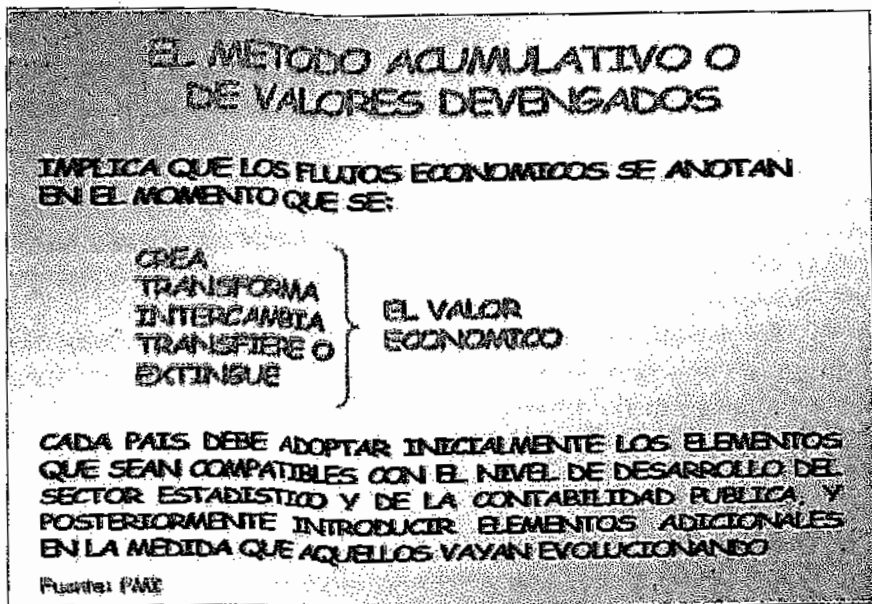 EL METODO ACUMULATIVO O
DE VALORES DEVENGADOS
IMPLICA QUE LOS FLUJOS ECONOMICOS SE ANOTAN
EN EL MOMENTO QUE SE:
CREA
TRANSFORMA
INTERCAMBIA
TRANSFIERE O
EXTINGUE
EL VALOR
ECONOMICO
CADA PAIS DEBE ADOPTAR INICIALMENTE LOS ELEMENTOS
QUE SEAN COMPATIBLES CON EL NIVEL DE DESARROLLO DEL
SECTOR ESTADISTICO Y DE LA CONTABILIDAD PUBLICA, Y
POSTERIORMENTE INTRODUCIR ELEMENTOS ADICIONALES
EN LA MEDIDA QUE AQUELLOS VAYAN EVOLUCIONANDO
Fuente: FMI